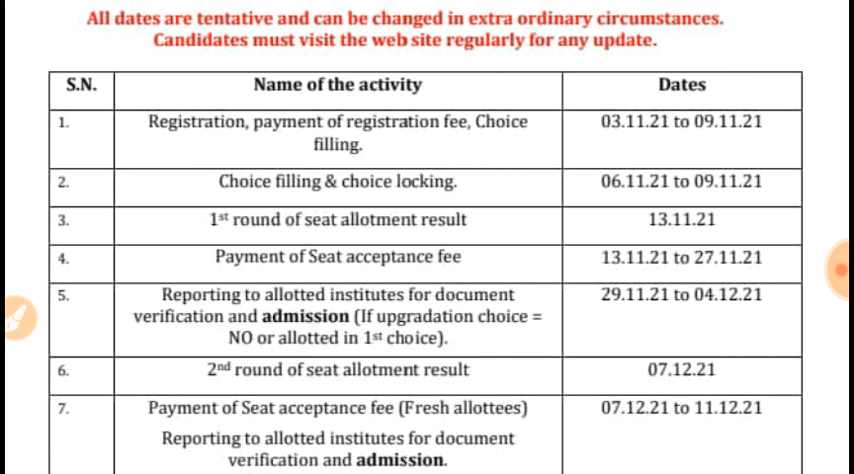 All dates are tentative and can be changed in extra ordinary circumstances.
Candidates must visit the web site regularly for any update.
S.N. Name of the activity Dates
1. Registration, payment of registration fee, Choice 03.11.21 to 09.11.21
filling.
2. Choice filling & choice locking. 06.11.21 to 09.11.21
3. 1st round of seat allotment result 13.11.21
4. Payment of Seat acceptance fee 13.11.21 to 27.11.21
5. Reporting to allotted institutes for document 29.11.21 to 04.12.21
verification and admission (If upgradation choice =
NO or allotted in 1st choice).
6. 2nd round of seat allotment result 07.12.21
7. Payment of Seat acceptance fee (Fresh allottees) 07.12.21 to 11.12.21
Reporting to allotted institutes for document
verification and admission.